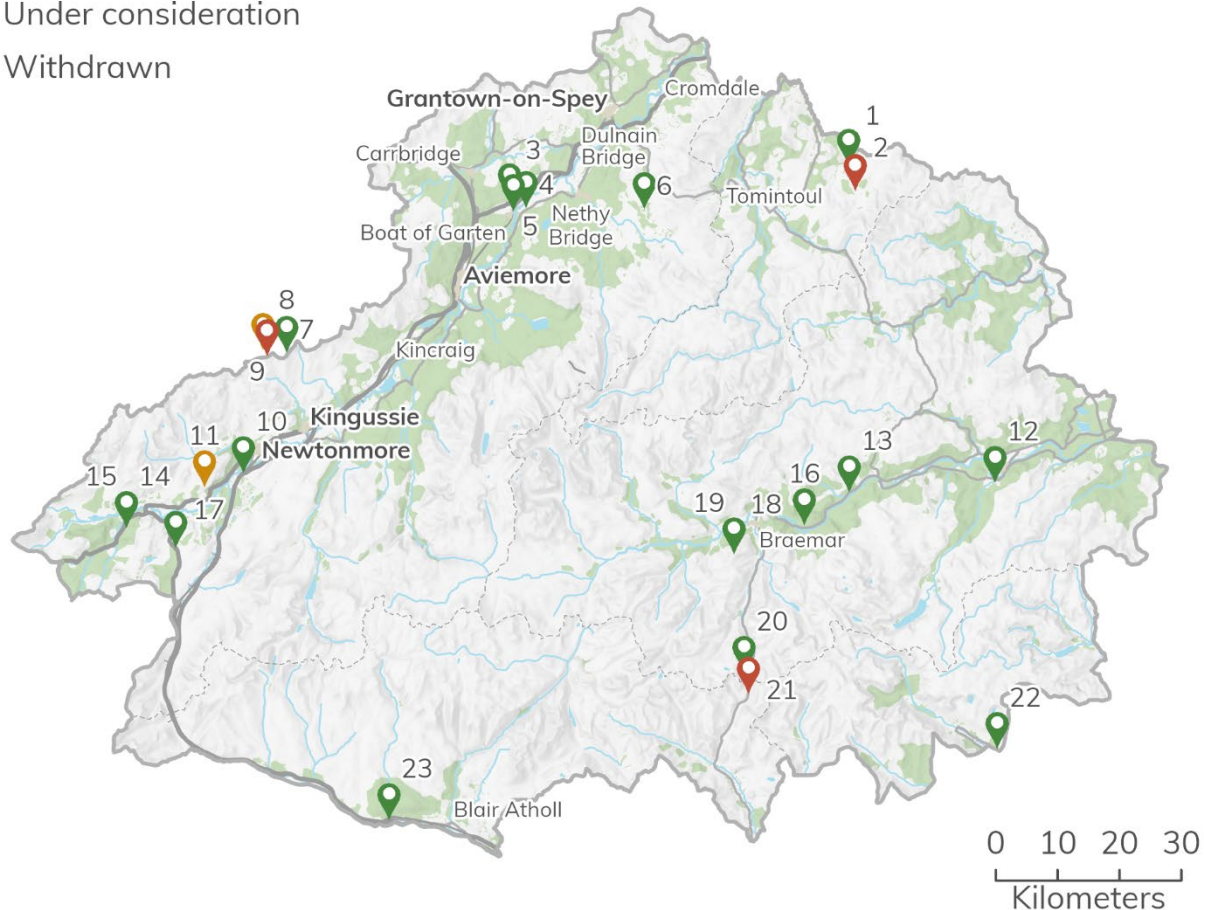 Under consideration
Withdrawn
Cromdale
Grantown-on-Spey
1
Dulnain
Bridge
2
3
Carrbridge
4
6
Tomintoul
5
Nethy
Bridge
Boat of Garten
Aviemore
8
7
Kincraig
9
Kingussie
10
11
Newtonmore
12
13
15
14
16
17
19
18
Braemar
20
21
22
23
Blair Atholl
0 10 20 30
Kilometers